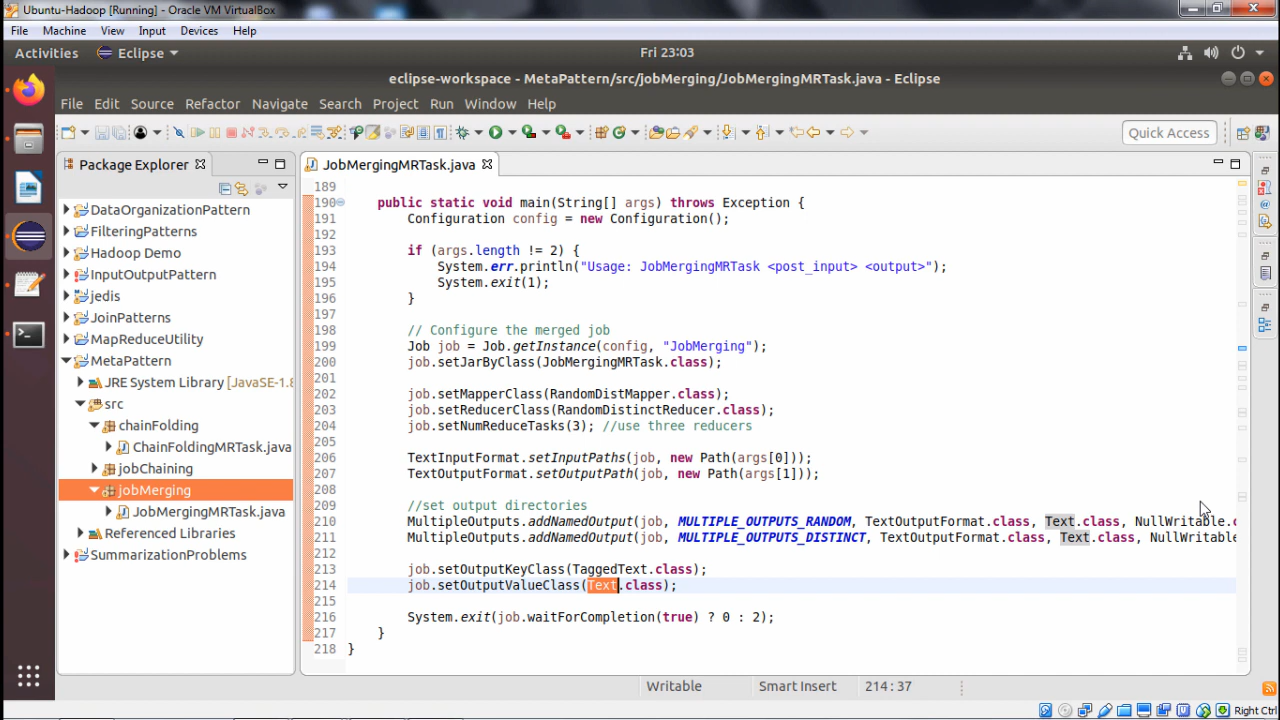 Ubuntu-Hadoop [Running] - Oracle VM VirtualBox
File Machine View Input Devices Help
Activities Eclipse Fri 23:03
eclipse-workspace - MetaPattern/src/jobMerging/JobMergingMRTask.java - Eclipse
File Edit Source Refactor Navigate Search Project Run Window Help
Quick Access
Package Explorer
DataOrganizationPattern
FilteringPatterns
Hadoop Demo
InputOutputPattern
jedis
JoinPatterns
MapReduceUtility
MetaPattern
JRE System Library [JavaSE-1.8
src
chainFolding
ChainFoldingMRTask.java
jobChaining
jobMerging
JobMergingMRTask.java
Referenced Libraries
SummarizationProblems
JobMergingMRTask.java
189
190 public static void main(String[] args) throws Exception {
191 Configuration config = new Configuration();
192
193 if (args.length != 2) {
194 System.err.println("Usage: JobMergingMRTask <post_input> <output>");
195 System.exit(1);
196 }
197
198 // Configure the merged job
199 Job job = Job.getInstance(config, "JobMerging");
200 job.setJarByClass(JobMergingMRTask.class);
201
202 job.setMapperClass(RandomDistMapper.class);
203 job.setReducerClass(RandomDistinctReducer.class);
204 job.setNumReduceTasks(3); //use three reducers
205
206 TextInputFormat.setInputPaths(job, new Path(args[0]));
207 TextOutputFormat.setOutputPath(job, new Path(args[1]));
208
209 //set output directories
210 MultipleOutputs.addNamedOutput(job, MULTIPLE_OUTPUTS_RANDOM, TextOutputFormat.class, Text.class, NullWritable.c
211 MultipleOutputs.addNamedOutput(job, MULTIPLE_OUTPUTS_DISTINCT, TextOutputFormat.class, Text.class, NullWritable
212
213 job.setOutputKeyClass(TaggedText.class);
214 job.setOutputValueClass(Text.class);
215
216 System.exit(job.waitForCompletion(true) ? 0 : 2);
217 }
218 }
Writable Smart Insert 214 : 37
Right Ctrl